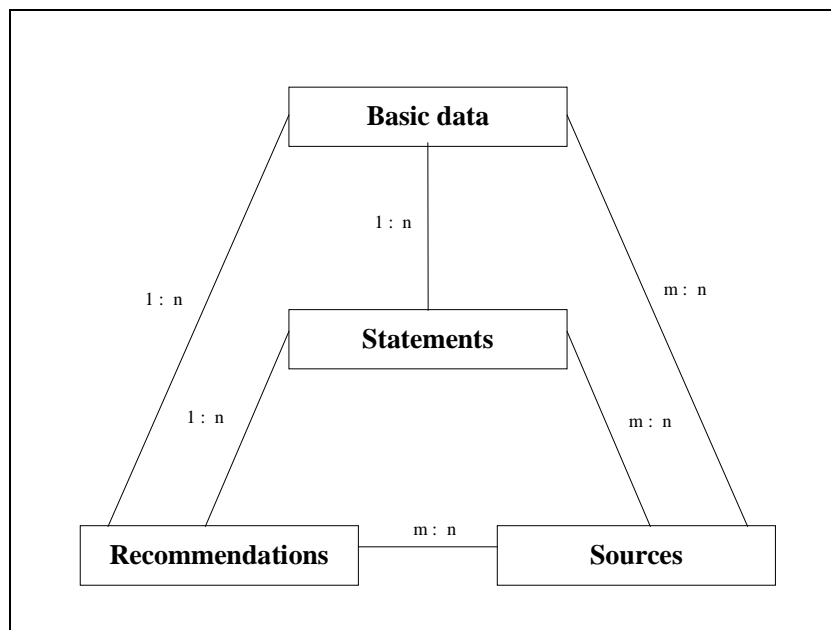 Basic data
1 : n
1 : n
m : n
Statements
1 : n
m : n
Recommendations
m : n
Sources